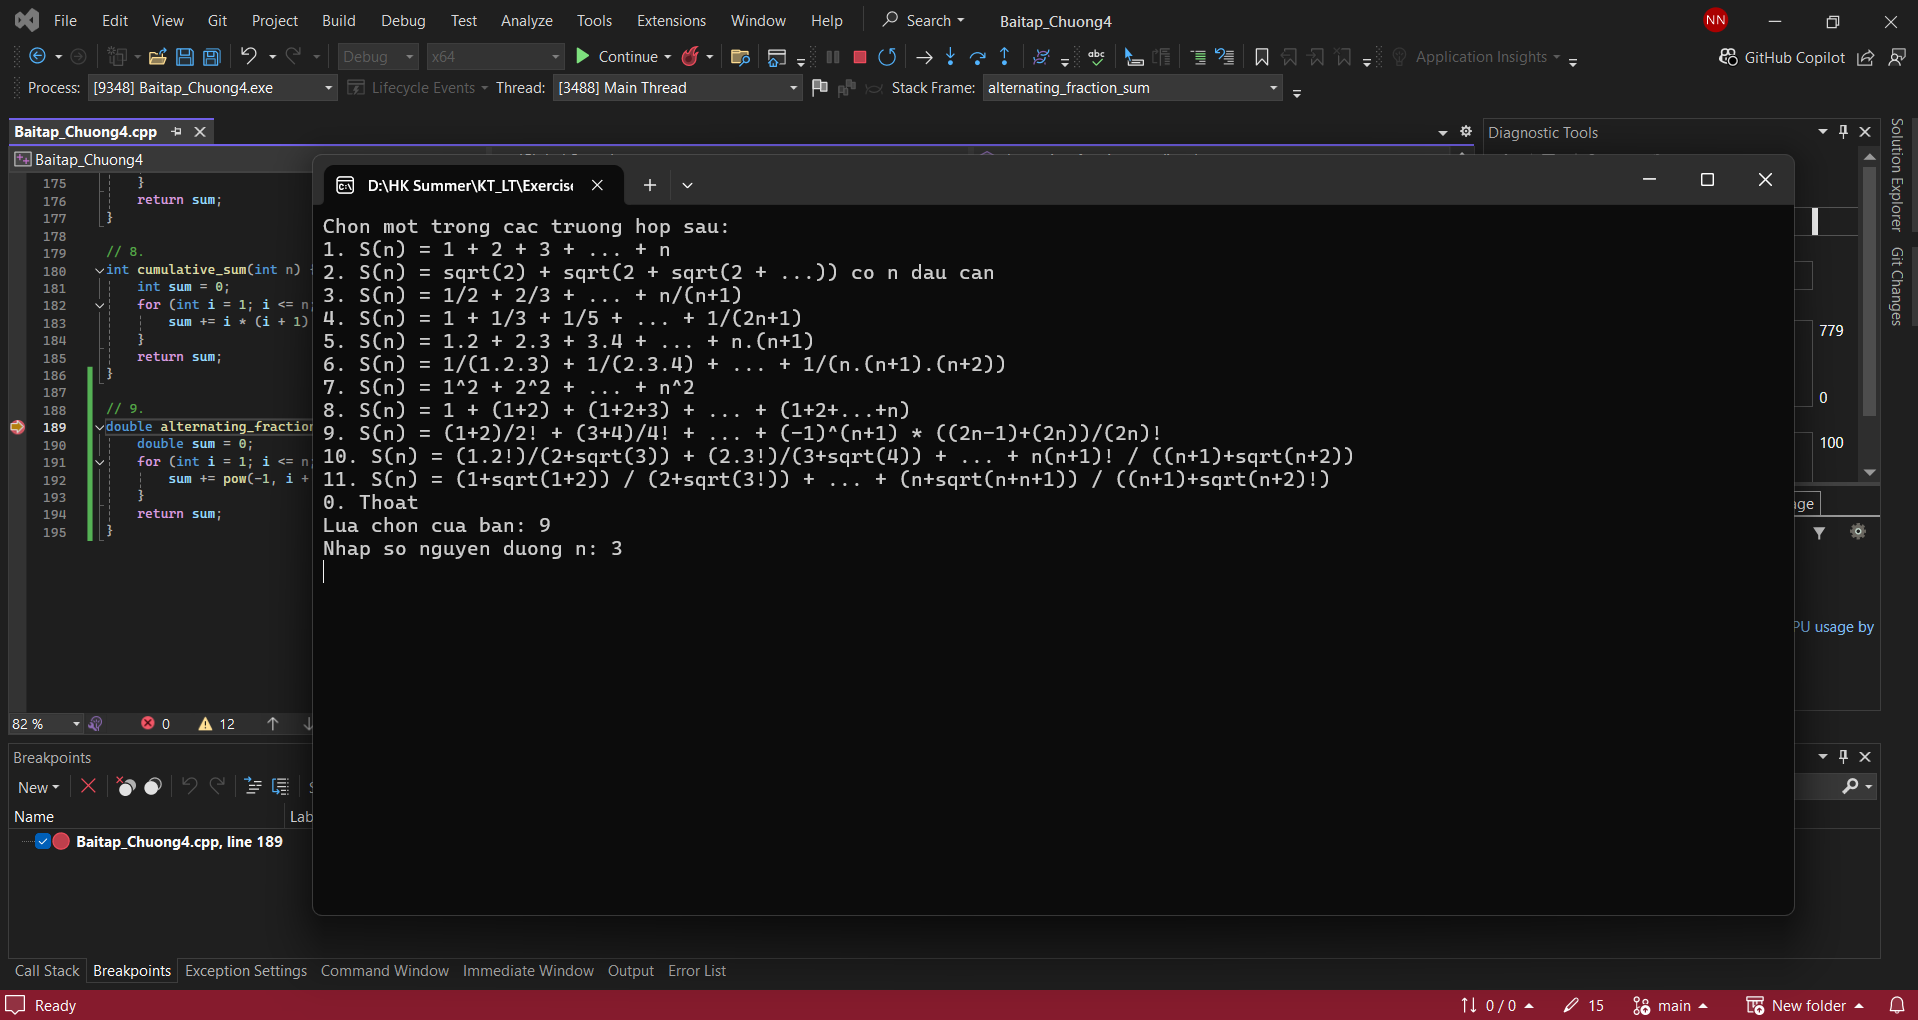 File Edit View Git Project Build Debug Test Analyze Tools Extensions Window Help Search Baitap_Chuong4 NN
Debug x64 Continue Application Insights GitHub Copilot
Process: [9348] Baitap_Chuong4.exe Lifecycle Events Thread: [3488] Main Thread Stack Frame: alternating_fraction_sum
Baitap_Chuong4.cpp
Baitap_Chuong4
175 }
176 return sum;
177 }
178
179 // 8.
180 int cumulative_sum(int n)
181 int sum = 0;
182 for (int i = 1; i <= n;
183 sum += i * (i + 1)
184 }
185 return sum;
186 }
187
188 // 9.
189 double alternating_fraction
190 double sum = 0;
191 for (int i = 1; i <= n;
192 sum += pow(-1, i +
193 }
194 return sum;
195 }
82 % 0 12
D:\HK Summer\KT_LT\Exercise
Chon mot trong cac truong hop sau:
1. S(n) = 1 + 2 + 3 + ... + n
2. S(n) = sqrt(2) + sqrt(2 + sqrt(2 + ...)) co n dau can
3. S(n) = 1/2 + 2/3 + ... + n/(n+1)
4. S(n) = 1 + 1/3 + 1/5 + ... + 1/(2n+1)
5. S(n) = 1.2 + 2.3 + 3.4 + ... + n.(n+1)
6. S(n) = 1/(1.2.3) + 1/(2.3.4) + ... + 1/(n.(n+1).(n+2))
7. S(n) = 1^2 + 2^2 + ... + n^2
8. S(n) = 1 + (1+2) + (1+2+3) + ... + (1+2+...+n)
9. S(n) = (1+2)/2! + (3+4)/4! + ... + (-1)^(n+1) * ((2n-1)+(2n))/(2n)!
10. S(n) = (1.2!)/(2+sqrt(3)) + (2.3!)/(3+sqrt(4)) + ... + n(n+1)! / ((n+1)+sqrt(n+2))
11. S(n) = (1+sqrt(1+2)) / (2+sqrt(3!)) + ... + (n+sqrt(n+n+1)) / ((n+1)+sqrt(n+2)!)
0. Thoat
Lua chon cua ban: 9
Nhap so nguyen duong n: 3
Diagnostic Tools
779
0
100
age
PU usage by
Solution Explorer
Git Changes
Breakpoints
New
Name Lab
Baitap_Chuong4.cpp, line 189
Call Stack Breakpoints Exception Settings Command Window Immediate Window Output Error List
Ready 0 / 0 15 main New folder